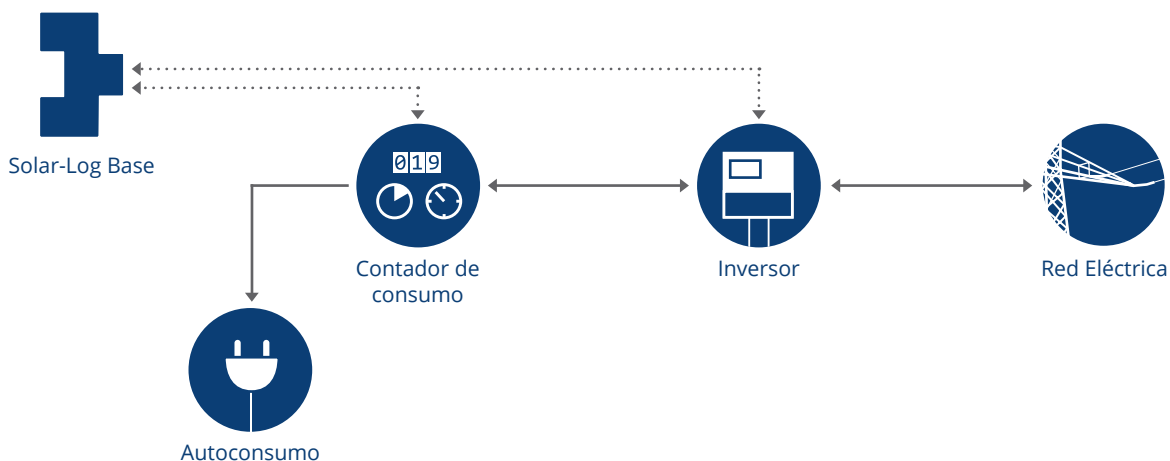 019
Solar-Log Base
Contador de
consumo
Inversor
Red Eléctrica
Autoconsumo